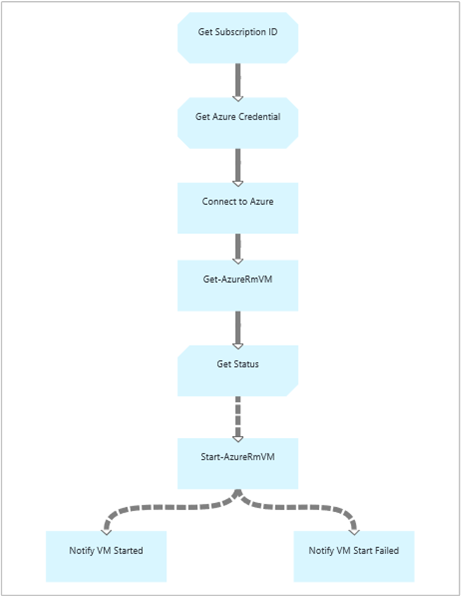 Get Subscription ID
Get Azure Credential
Connect to Azure
Get-AzureRmVM
Get Status
Start-AzureRmVM
Notify VM Started
Notify VM Start Failed